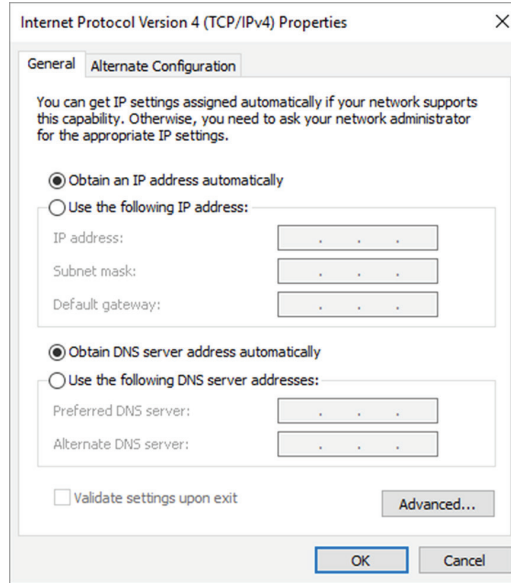 Internet Protocol Version 4 (TCP/IPv4) Properties
General
Alternate Configuration
You can get IP settings assigned automatically if your network supports
this capability. Otherwise, you need to ask your network administrator
for the appropriate IP settings.
Obtain an IP address automatically
Use the following IP address:
IP address:
Subnet mask:
Default gateway:
Obtain DNS server address automatically
Use the following DNS server addresses:
Preferred DNS server:
Alternate DNS server:
Validate settings upon exit
Advanced...
OK
Cancel